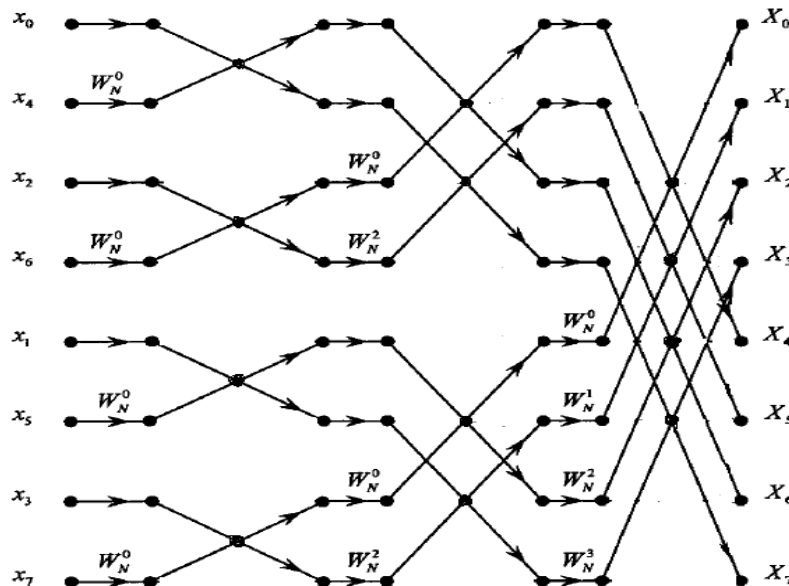 x₀ X₀
W_N^0
x₄ X₁
W_N^0
x₂ X₂
W_N^0 W_N^2
x₆ X₃
W_N^0
x₁ X₄
W_N^0 W_N^1
x₅ X₅
W_N^0 W_N^2
x₃ X₆
W_N^0 W_N^2 W_N^3
x₇ X₇